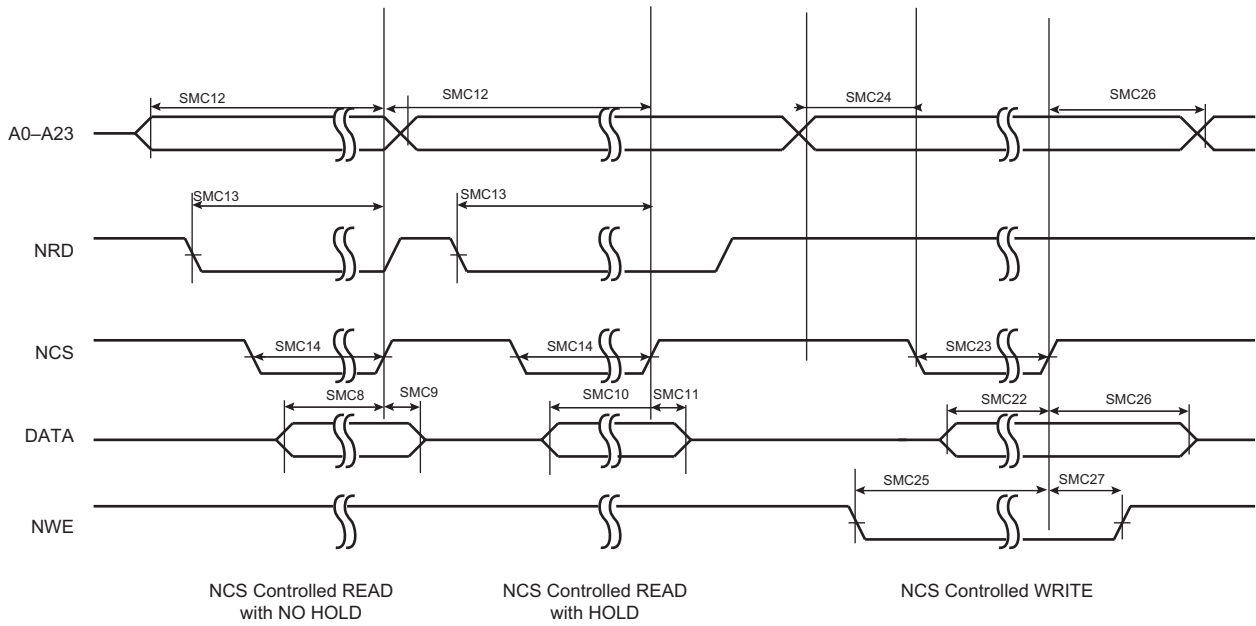 SMC12
SMC12
SMC24
SMC26
A0–A23
SMC13
SMC13
NRD
NCS
SMC14
SMC14
SMC23
SMC8
SMC9
SMC10
SMC11
SMC22
SMC26
DATA
SMC25
SMC27
NWE
NCS Controlled READ
with NO HOLD
NCS Controlled READ
with HOLD
NCS Controlled WRITE